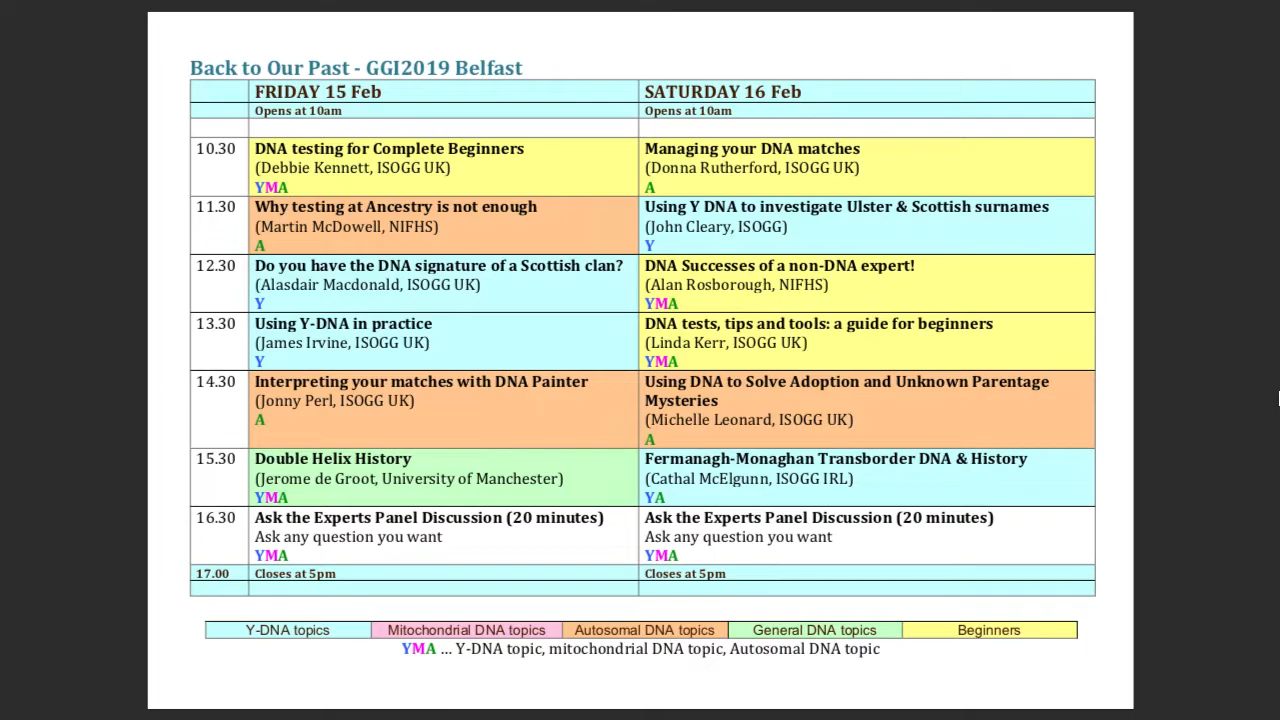 Back to Our Past - GGI2019 Belfast
FRIDAY 15 Feb
SATURDAY 16 Feb
Opens at 10am
Opens at 10am
10.30
DNA testing for Complete Beginners
(Debbie Kennett, ISOGG UK)
YMA
Managing your DNA matches
(Donna Rutherford, ISOGG UK)
A
11.30
Why testing at Ancestry is not enough
(Martin McDowell, NIFHS)
A
Using Y DNA to investigate Ulster & Scottish surnames
(John Cleary, ISOGG)
Y
12.30
Do you have the DNA signature of a Scottish clan?
(Alasdair Macdonald, ISOGG UK)
Y
DNA Successes of a non-DNA expert!
(Alan Rosborough, NIFHS)
YMA
13.30
Using Y-DNA in practice
(James Irvine, ISOGG UK)
Y
DNA tests, tips and tools: a guide for beginners
(Linda Kerr, ISOGG UK)
YMA
14.30
Interpreting your matches with DNA Painter
(Jonny Perl, ISOGG UK)
A
Using DNA to Solve Adoption and Unknown Parentage
Mysteries
(Michelle Leonard, ISOGG UK)
A
15.30
Double Helix History
(Jerome de Groot, University of Manchester)
YMA
Fermanagh-Monaghan Transborder DNA & History
(Cathal McElgunn, ISOGG IRL)
YA
16.30
Ask the Experts Panel Discussion (20 minutes)
Ask any question you want
YMA
Ask the Experts Panel Discussion (20 minutes)
Ask any question you want
YMA
17.00
Closes at 5pm
Closes at 5pm
Y-DNA topics
Mitochondrial DNA topics
Autosomal DNA topics
General DNA topics
Beginners
YMA ... Y-DNA topic, mitochondrial DNA topic, Autosomal DNA topic